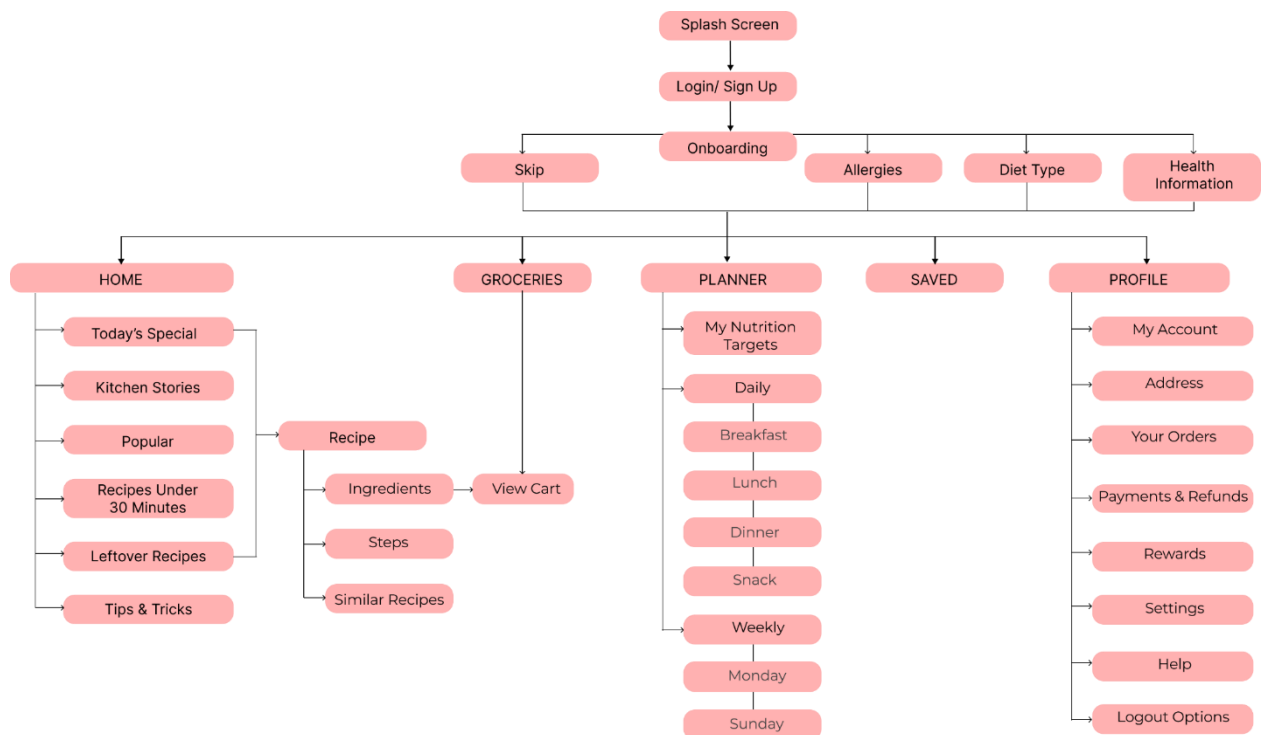 Splash Screen
Login/ Sign Up
Onboarding
Skip
Allergies
Diet Type
Health
Information
HOME
GROCERIES
PLANNER
SAVED
PROFILE
Today’s Special
Kitchen Stories
Popular
Recipes Under
30 Minutes
Leftover Recipes
Tips & Tricks
Recipe
Ingredients
Steps
Similar Recipes
View Cart
My Nutrition
Targets
Daily
Breakfast
Lunch
Dinner
Snack
Weekly
Monday
Sunday
My Account
Address
Your Orders
Payments & Refunds
Rewards
Settings
Help
Logout Options